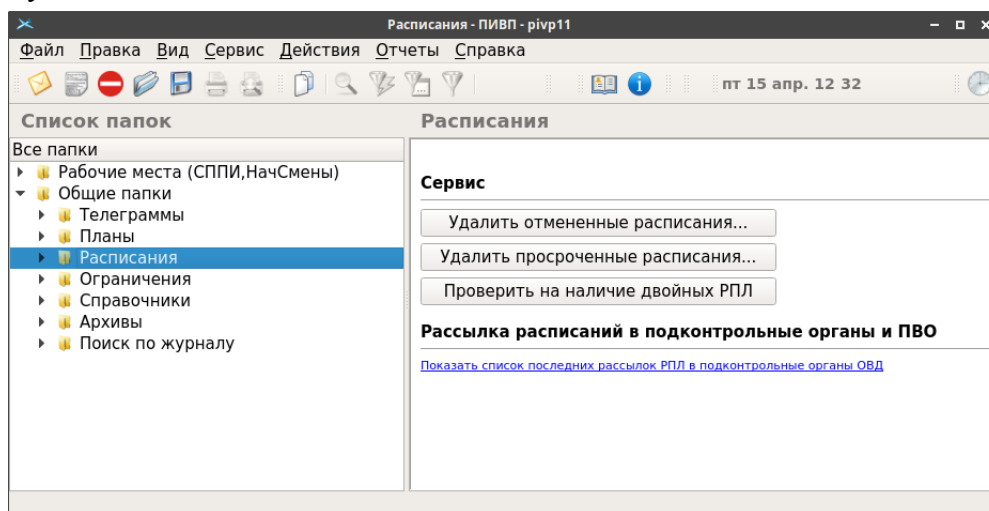 Расписания - ПИВП - pivp11
Файл Правка Вид Сервис Действия Отчеты Справка
пт 15 апр. 12 32
Список папок
Расписания
Все папки
Рабочие места (СППИ,НачСмены)
Общие папки
Телеграммы
Планы
Расписания
Ограничения
Справочники
Архивы
Поиск по журналу
Сервис
Удалить отмененные расписания...
Удалить просроченные расписания...
Проверить на наличие двойных РПЛ
Рассылка расписаний в подконтрольные органы и ПВО
Показать список последних рассылок РПЛ в подконтрольные органы ОВД